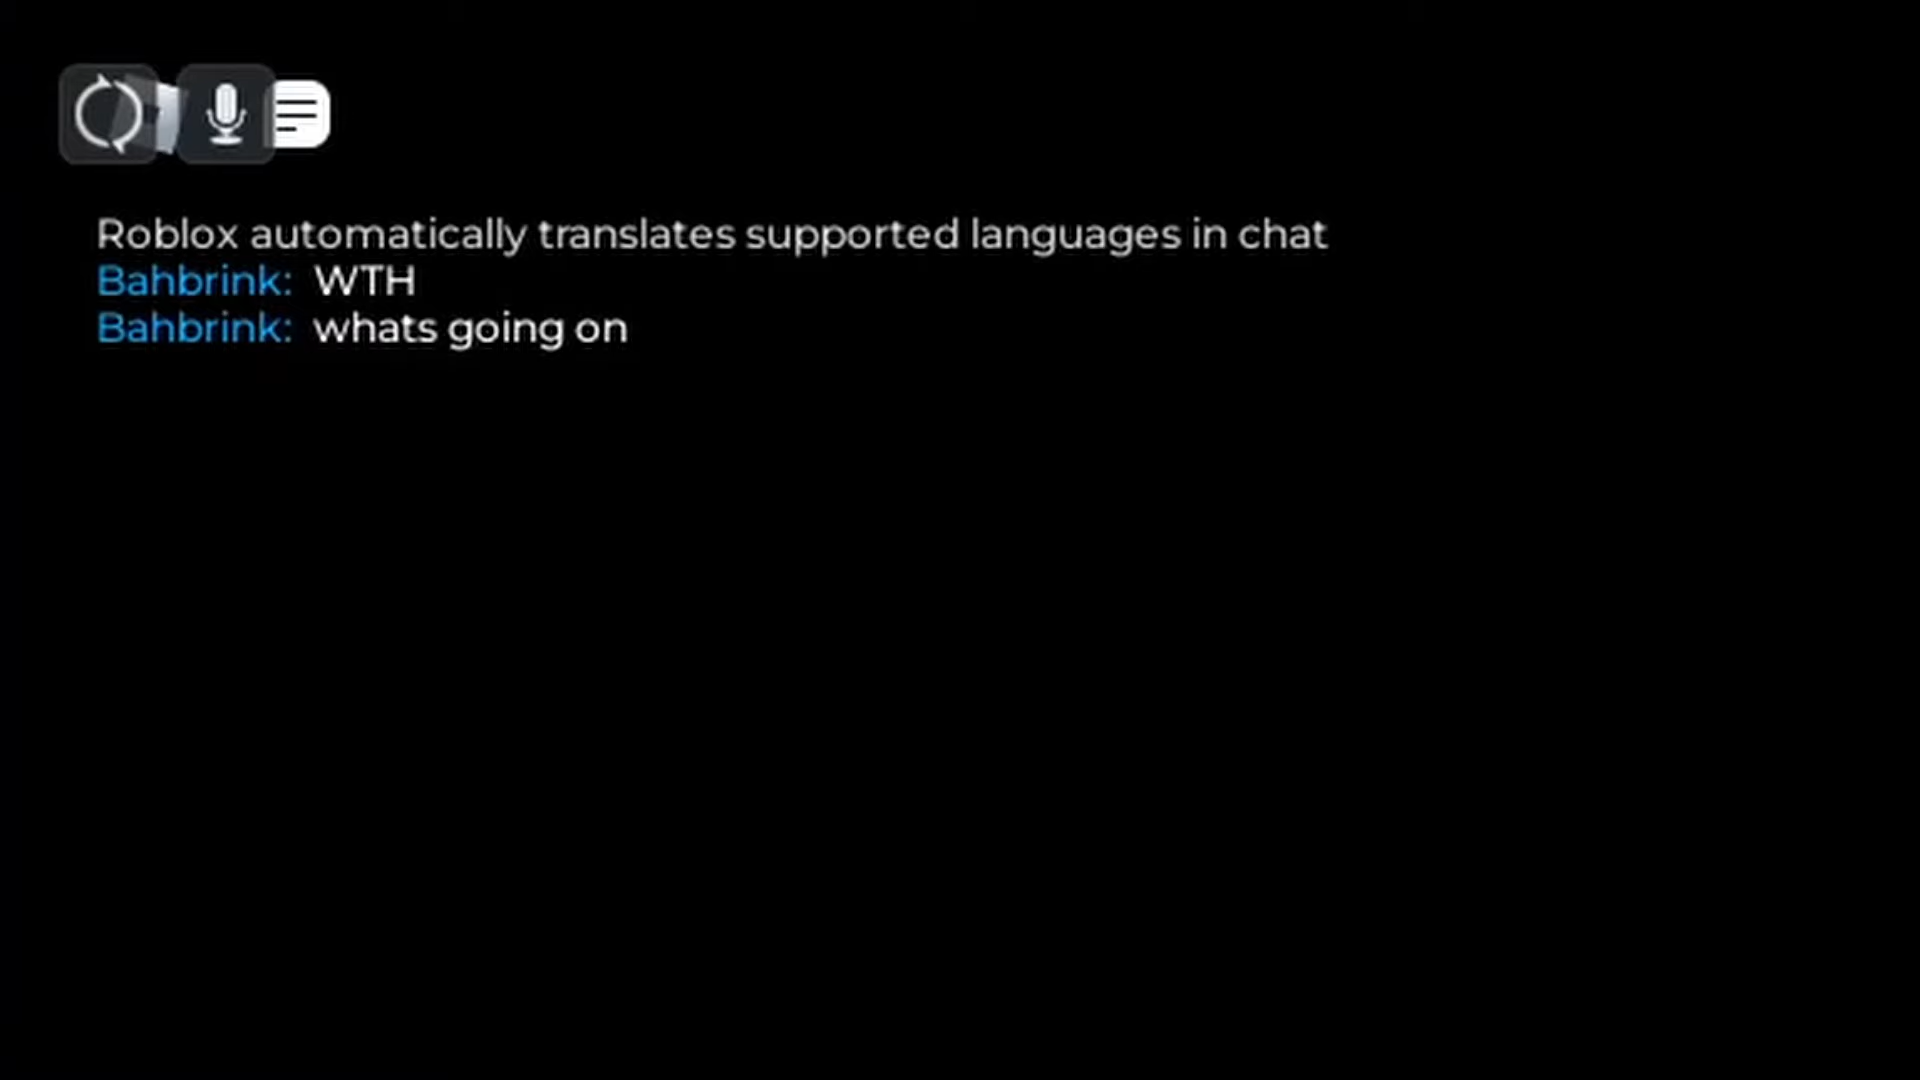 Roblox automatically translates supported languages in chat
Bahbrink: WTH
Bahbrink: whats going on